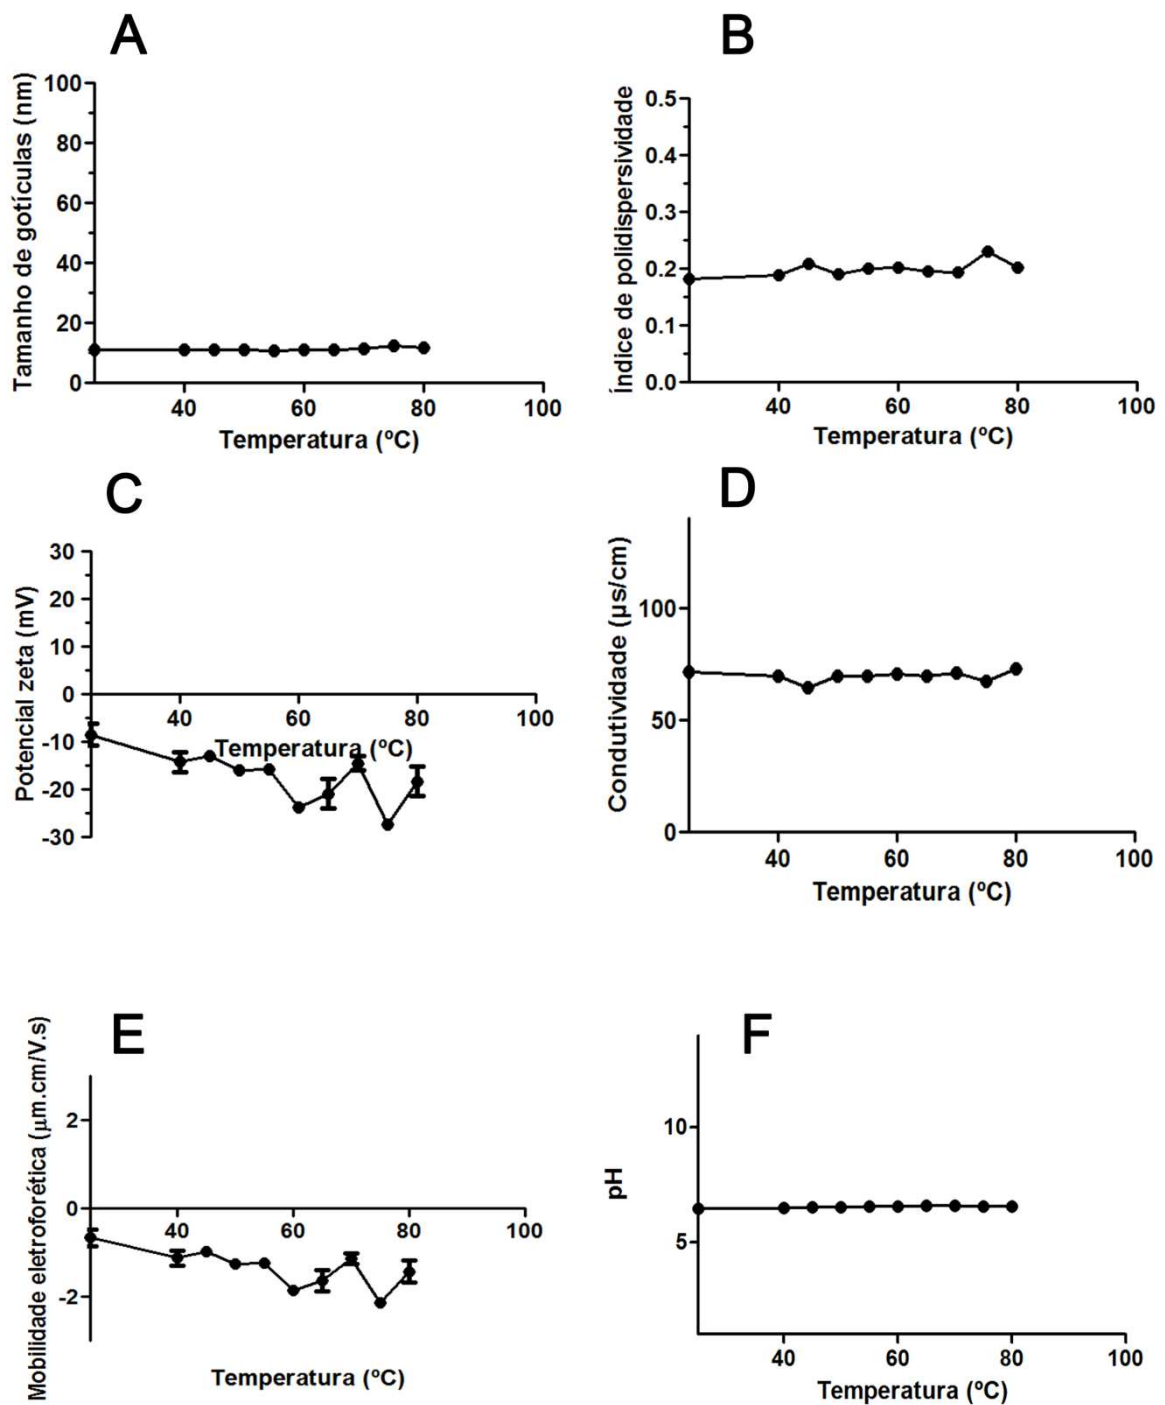 A
Tamanho de gotículas (nm)
100
80
60
40
20
0
40 60 80 100
Temperatura (ºC)
B
Índice de polidispersividade
0.5
0.4
0.3
0.2
0.1
0.0
40 60 80 100
Temperatura (ºC)
C
Potencial zeta (mV)
30
20
10
0
-10
-20
-30
40 60 80 100
Temperatura (ºC)
D
Condutividade (µs/cm)
100
50
0
40 60 80 100
Temperatura (ºC)
E
Mobilidade eletroforética (µm.cm/V.s)
2
0
-2
40 60 80 100
Temperatura (ºC)
F
pH
10
5
40 60 80 100
Temperatura (ºC)